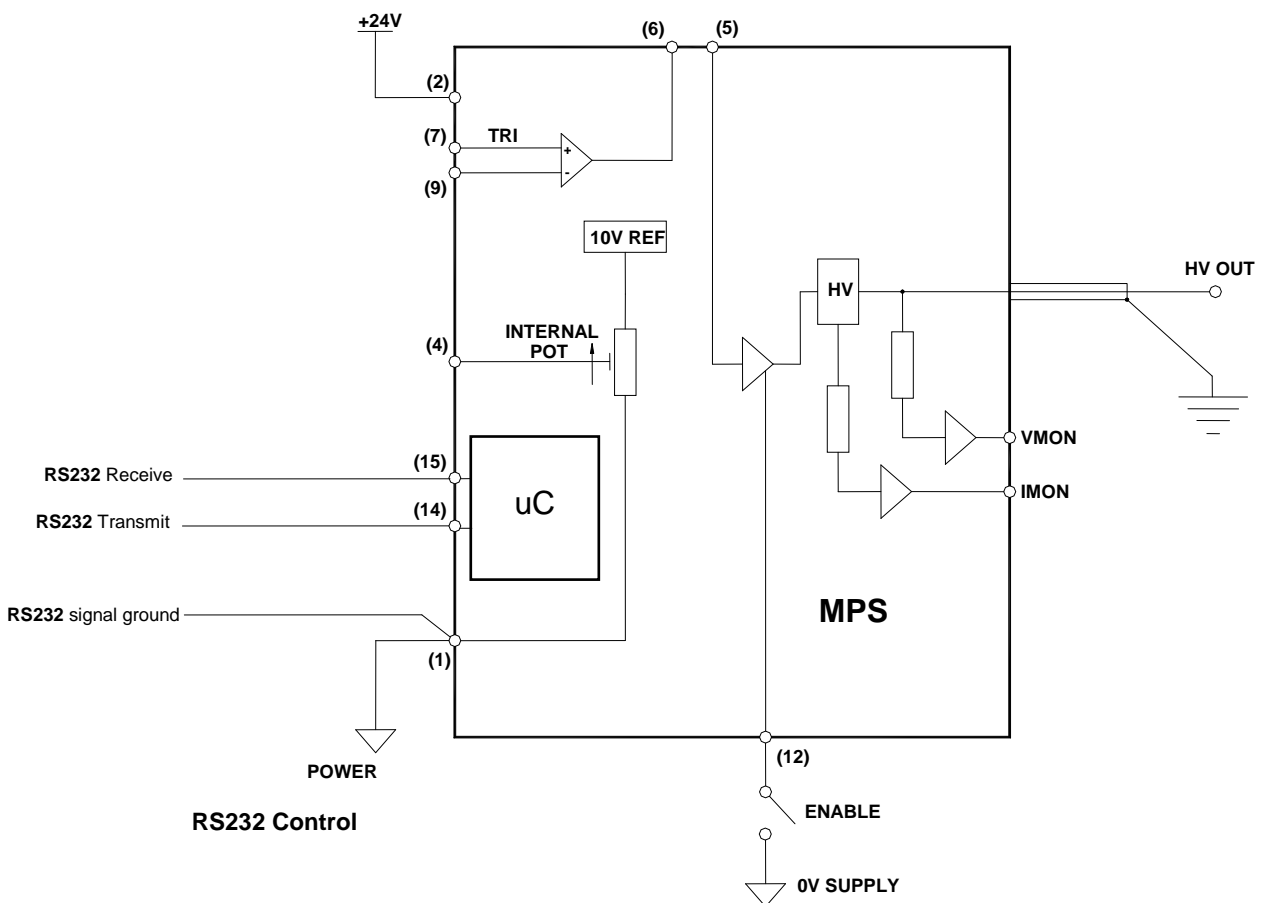 +24V
(6)
(5)
(2)
(7)
TRI
+
-
(9)
10V REF
HV
HV OUT
INTERNAL
POT
(4)
VMON
(15)
RS232 Receive
uC
IMON
(14)
RS232 Transmit
RS232 signal ground
MPS
(1)
(12)
POWER
ENABLE
RS232 Control
0V SUPPLY